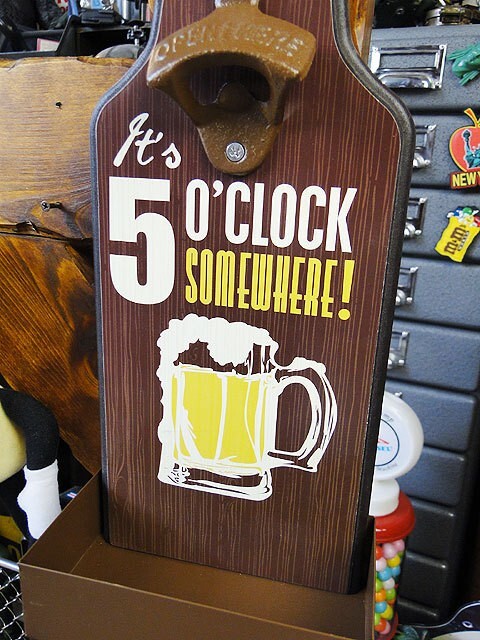 OPEN HERE
It's
5 O'CLOCK
SOMEWHERE!
NEW Y
m&m's